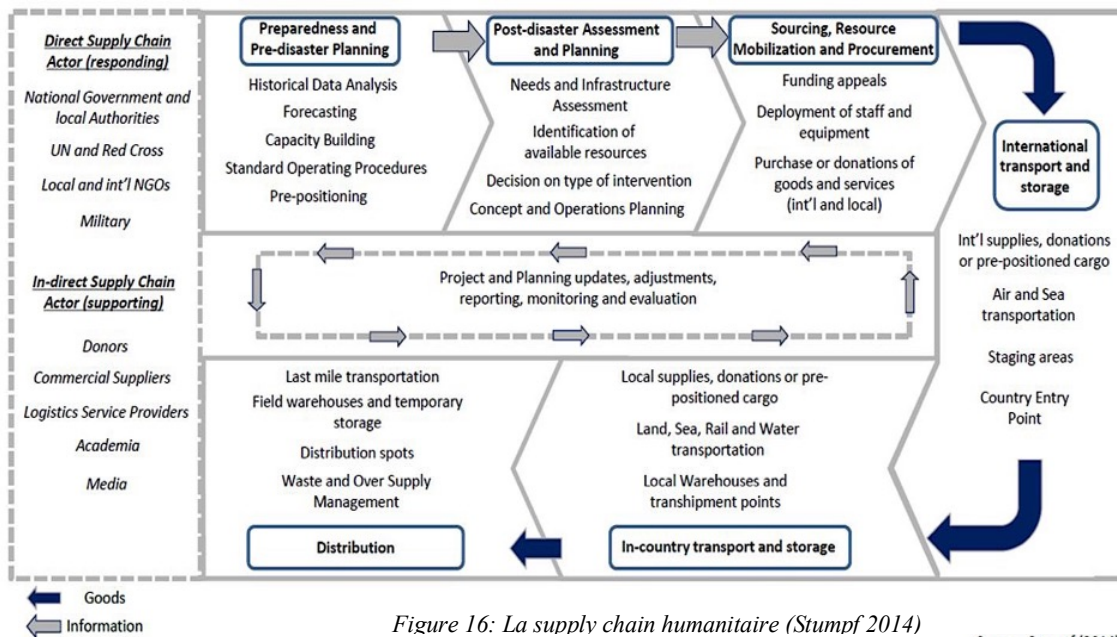 Direct Supply Chain
Actor (responding)
National Government and
local Authorities
UN and Red Cross
Local and int'l NGOs
Military
In-direct Supply Chain
Actor (supporting)
Donors
Commercial Suppliers
Logistics Service Providers
Academia
Media
Preparedness and
Pre-disaster Planning
Historical Data Analysis
Forecasting
Capacity Building
Standard Operating Procedures
Pre-positioning
Post-disaster Assessment
and Planning
Needs and Infrastructure
Assessment
Identification of
available resources
Decision on type of intervention
Concept and Operations Planning
Sourcing, Resource
Mobilization and Procurement
Funding appeals
Deployment of staff and
equipment
Purchase or donations of
goods and services
(int'l and local)
International
transport and
storage
Int'l supplies, donations
or pre-positioned cargo
Air and Sea
transportation
Staging areas
Country Entry
Point
Project and Planning updates, adjustments,
reporting, monitoring and evaluation
Last mile transportation
Field warehouses and temporary
storage
Distribution spots
Waste and Over Supply
Management
Distribution
Local supplies, donations or pre-
positioned cargo
Land, Sea, Rail and Water
transportation
Local Warehouses and
transhipment points
In-country transport and storage
Goods
Information
Figure 16: La supply chain humanitaire (Stumpf 2014)